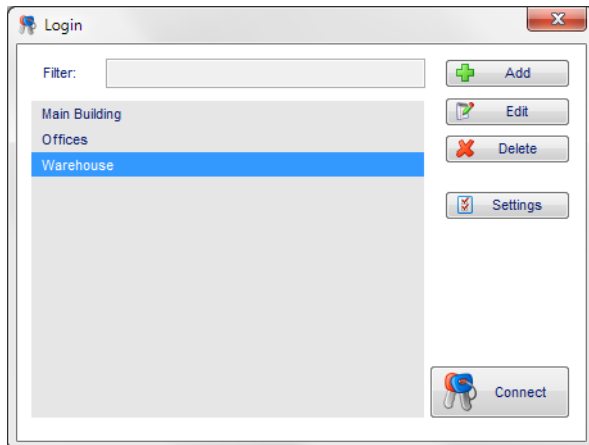 Login
Filter:
Add
Main Building
Edit
Offices
Delete
Warehouse
Settings
Connect